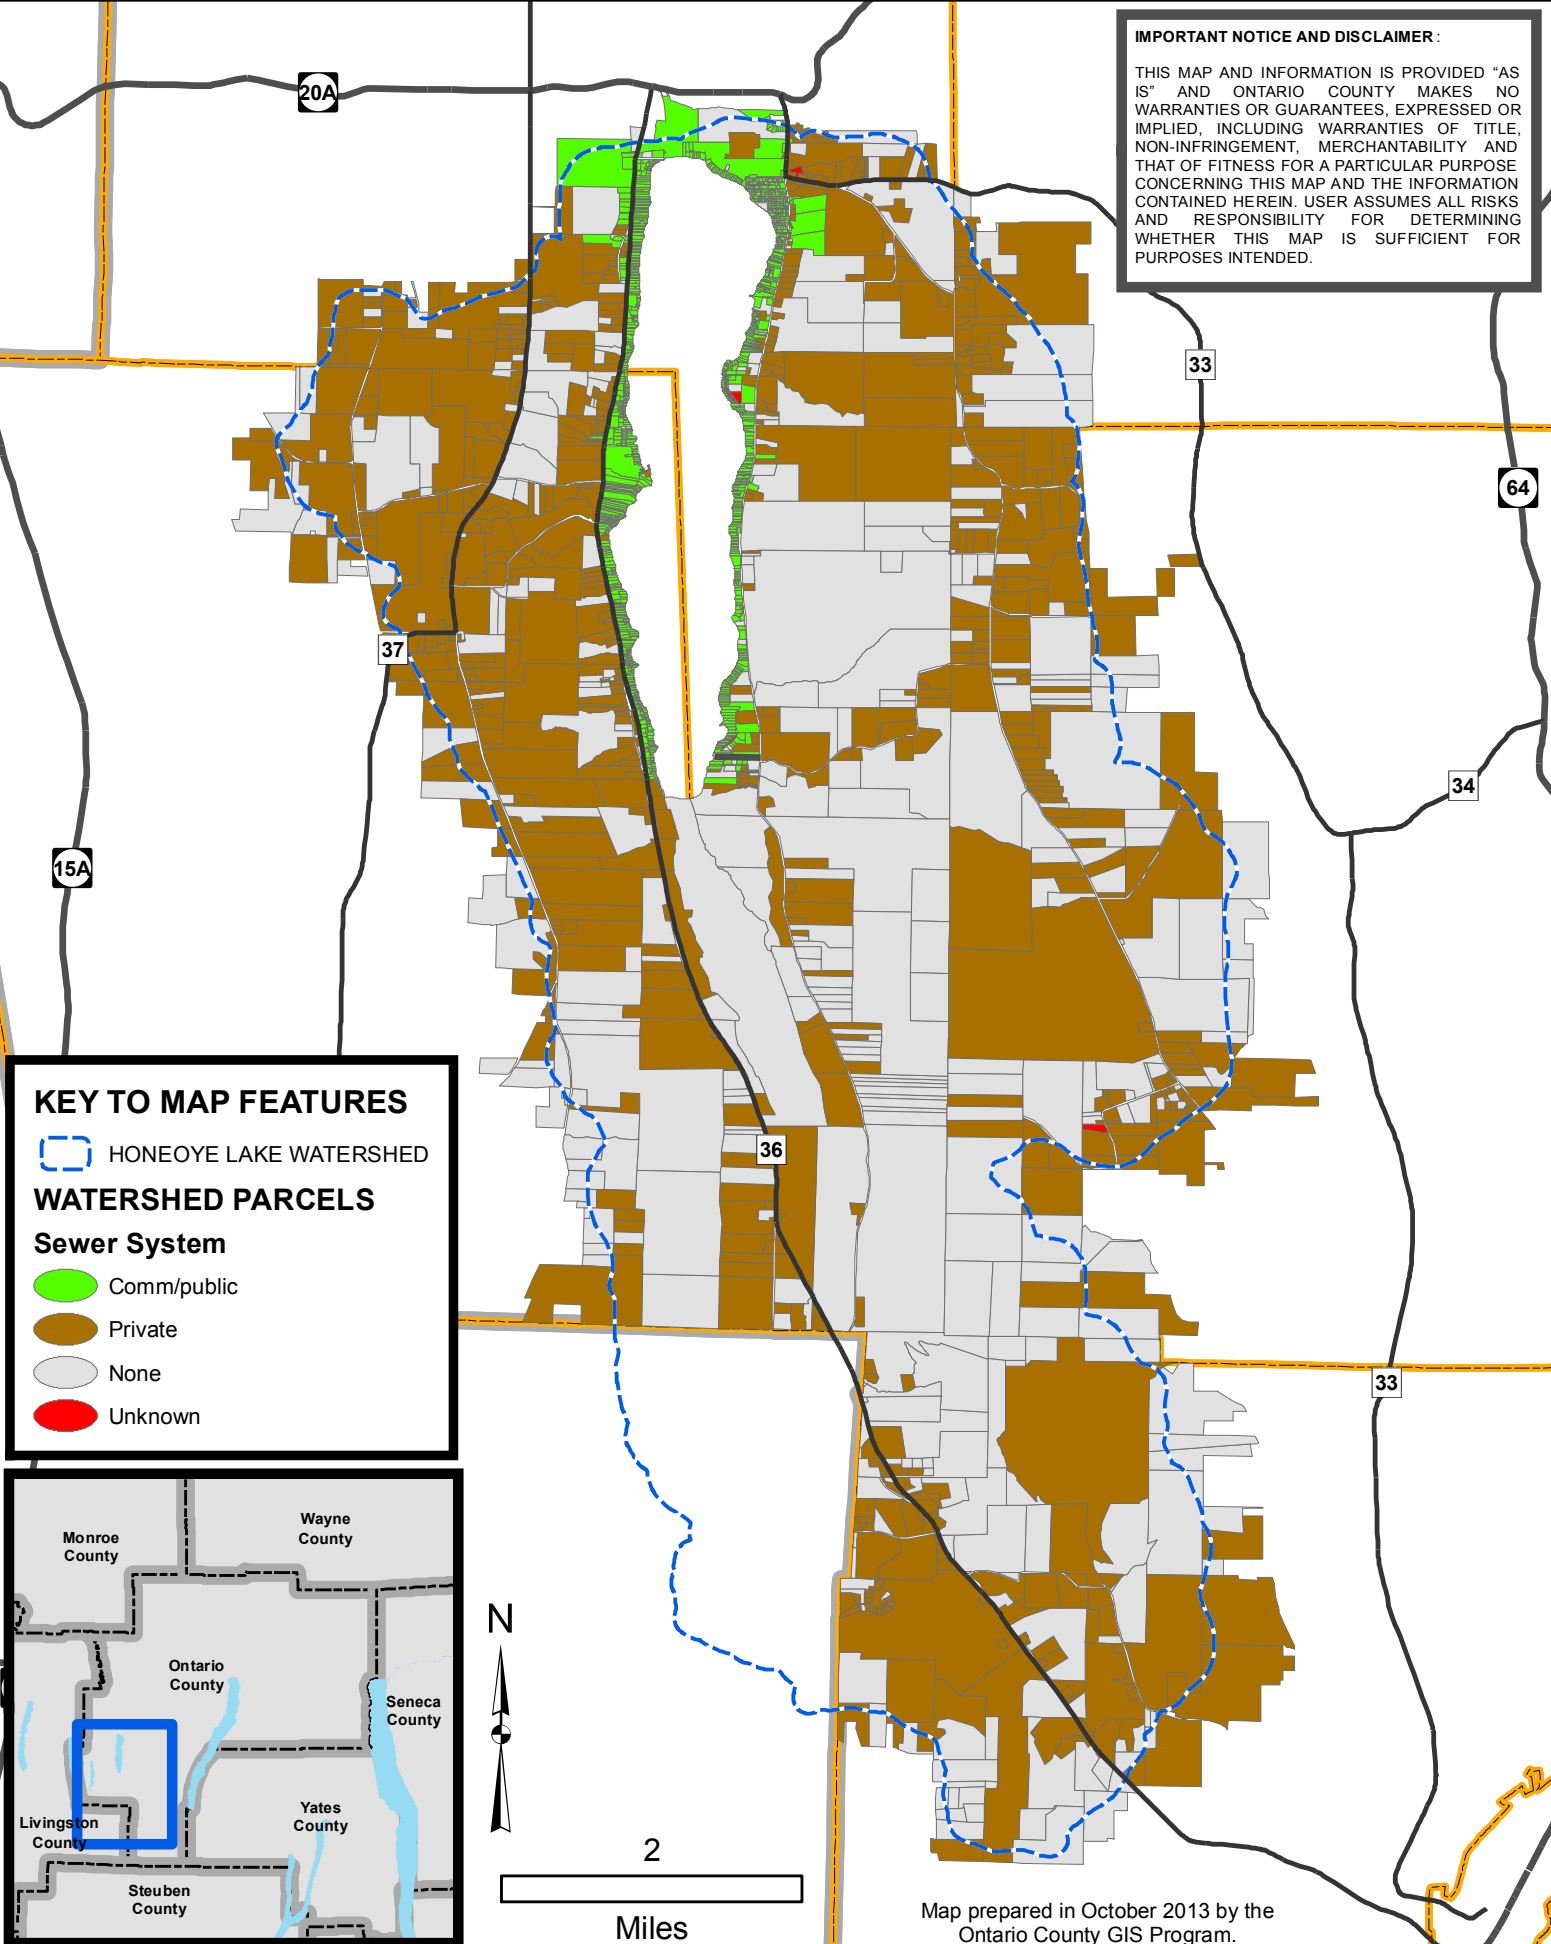 IMPORTANT NOTICE AND DISCLAIMER :
THIS MAP AND INFORMATION IS PROVIDED “AS
IS” AND ONTARIO COUNTY MAKES NO
WARRANTIES OR GUARANTEES, EXPRESSED OR
IMPLIED, INCLUDING WARRANTIES OF TITLE,
NON-INFRINGEMENT, MERCHANTABILITY AND
THAT OF FITNESS FOR A PARTICULAR PURPOSE
CONCERNING THIS MAP AND THE INFORMATION
CONTAINED HEREIN. USER ASSUMES ALL RISKS
AND RESPONSIBILITY FOR DETERMINING
WHETHER THIS MAP IS SUFFICIENT FOR
PURPOSES INTENDED.
20A
33
64
37
34
15A
36
33
KEY TO MAP FEATURES
HONEOYE LAKE WATERSHED
WATERSHED PARCELS
Sewer System
Comm/public
Private
None
Unknown
Monroe
County
Wayne
County
Ontario
County
Seneca
County
Livingston
County
Yates
County
Steuben
County
N
2
Miles
Map prepared in October 2013 by the
Ontario County GIS Program.